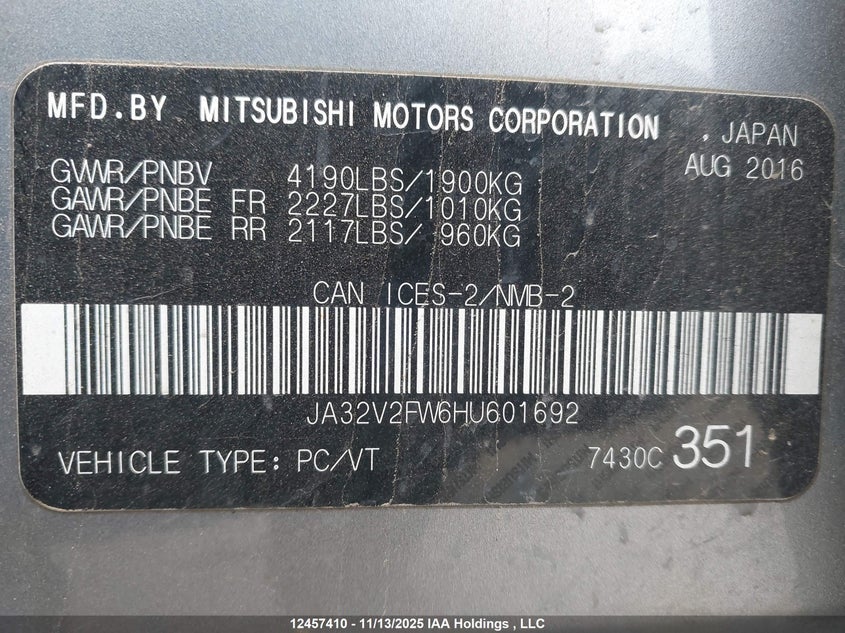 MFD.BY MITSUBISHI MOTORS CORPORATION , JAPAN
AUG 2016
GVWR/PNBV 4190LBS/1900KG
GAWR/PNBE FR 2227LBS/1010KG
GAWR/PNBE RR 2117LBS/ 960KG
CAN ICES-2/NMB-2
JA32V2FW6HU601692
VEHICLE TYPE: PC/VT 7430C 351
12457410 - 11/13/2025 IAA Holdings , LLC